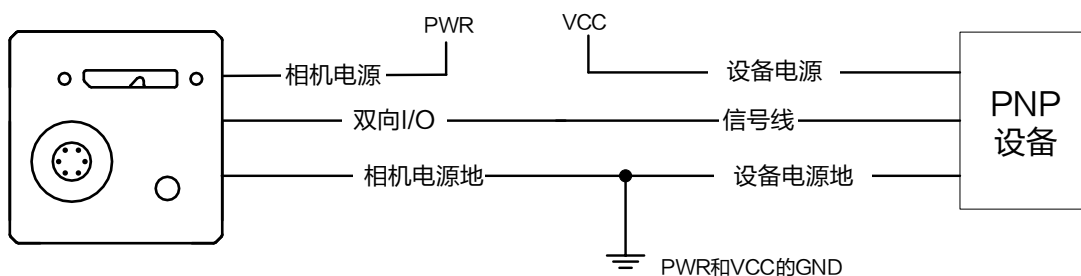 PWR
VCC
相机电源
设备电源
双向I/O
信号线
PNP
设备
相机电源地
设备电源地
PWR和VCC的GND